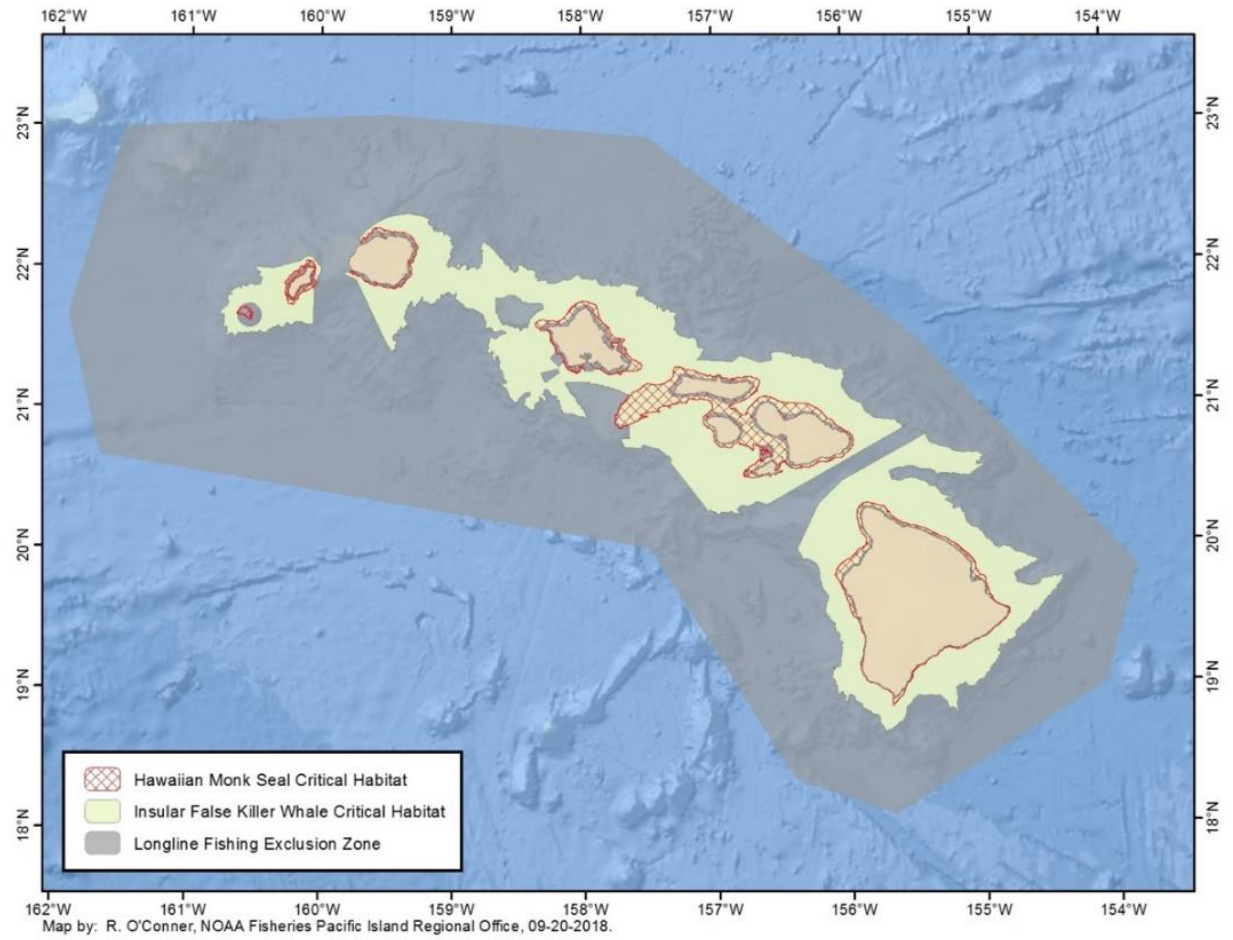 162°W 161°W 160°W 159°W 158°W 157°W 156°W 155°W 154°W
23°N 23°N
22°N 22°N
21°N 21°N
20°N 20°N
19°N 19°N
18°N 18°N
Hawaiian Monk Seal Critical Habitat
Insular False Killer Whale Critical Habitat
Longline Fishing Exclusion Zone
162°W 161°W 160°W 159°W 158°W 157°W 156°W 155°W 154°W
Map by: R. O'Conner, NOAA Fisheries Pacific Island Regional Office, 09-20-2018.